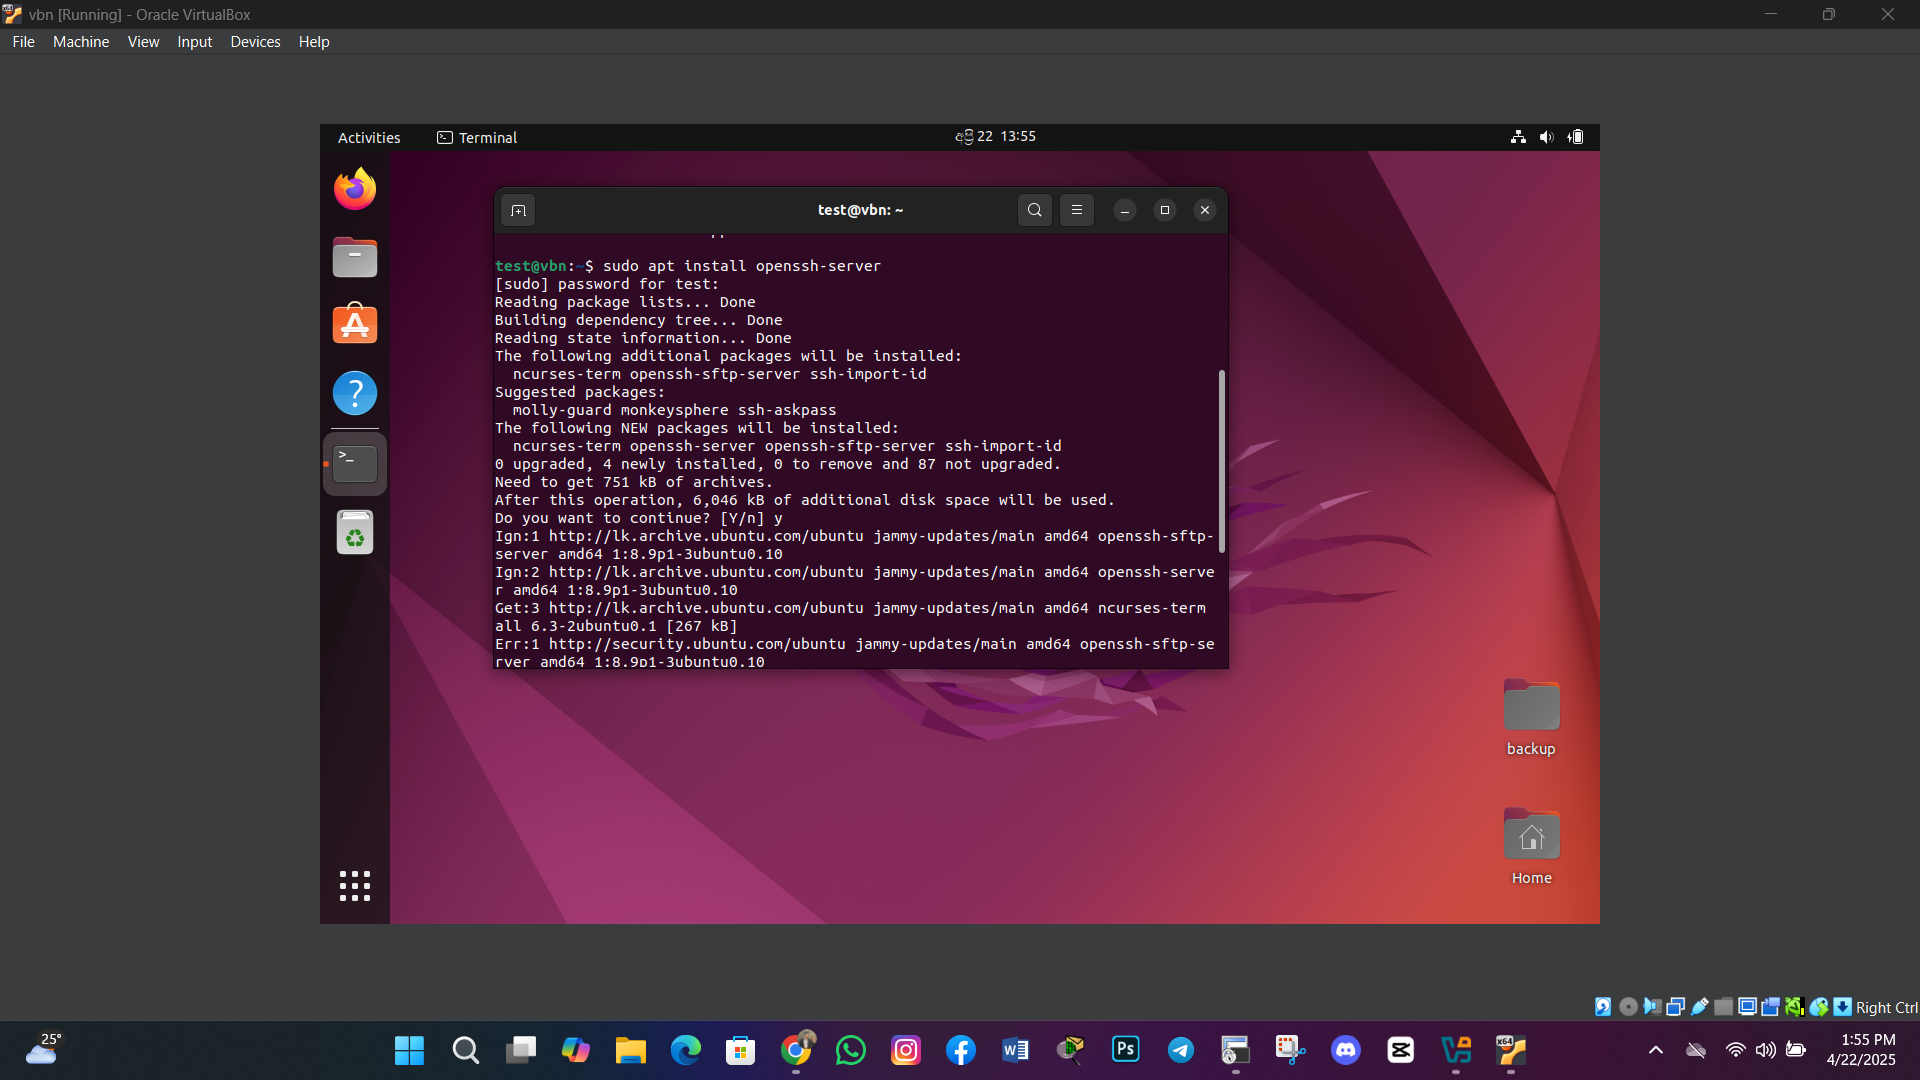 vbn [Running] - Oracle VirtualBox
File Machine View Input Devices Help
Activities Terminal
22 13:55
test@vbn: ~
test@vbn:~$ sudo apt install openssh-server
[sudo] password for test:
Reading package lists... Done
Building dependency tree... Done
Reading state information... Done
The following additional packages will be installed:
ncurses-term openssh-sftp-server ssh-import-id
Suggested packages:
molly-guard monkeysphere ssh-askpass
The following NEW packages will be installed:
ncurses-term openssh-server openssh-sftp-server ssh-import-id
0 upgraded, 4 newly installed, 0 to remove and 87 not upgraded.
Need to get 751 kB of archives.
After this operation, 6,046 kB of additional disk space will be used.
Do you want to continue? [Y/n] y
Ign:1 http://lk.archive.ubuntu.com/ubuntu jammy-updates/main amd64 openssh-sftp-
server amd64 1:8.9p1-3ubuntu0.10
Ign:2 http://lk.archive.ubuntu.com/ubuntu jammy-updates/main amd64 openssh-serve
r amd64 1:8.9p1-3ubuntu0.10
Get:3 http://lk.archive.ubuntu.com/ubuntu jammy-updates/main amd64 ncurses-term
all 6.3-2ubuntu0.1 [267 kB]
Err:1 http://security.ubuntu.com/ubuntu jammy-updates/main amd64 openssh-sftp-se
rver amd64 1:8.9p1-3ubuntu0.10
backup
Home
Right Ctrl
25°
Ps
1:55 PM
4/22/2025